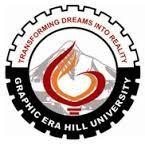 TRANSFORMING DREAMS INTO REALITY
GRAPHIC ERA HILL UNIVERSITY